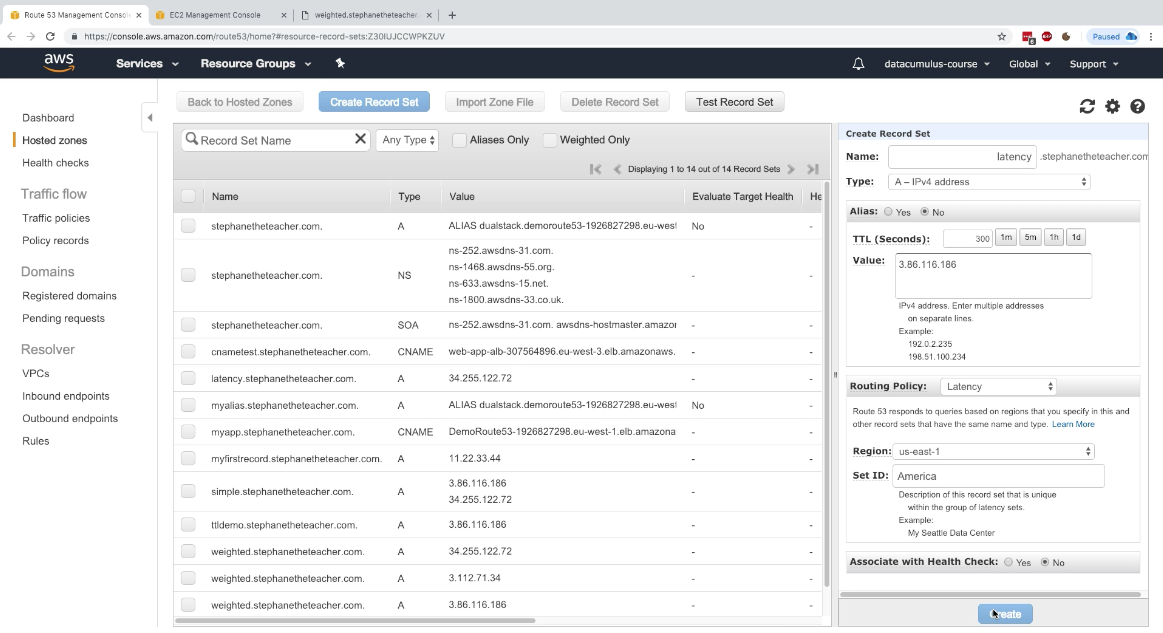 Route 53 Management Console
EC2 Management Console
weighted.stephanetheteacher.
https://console.aws.amazon.com/route53/home?#resource-record-sets:Z30IUJCCWPKZUV
Paused
aws
Services
Resource Groups
datacumulus-course
Global
Support
Dashboard
Hosted zones
Health checks
Traffic flow
Traffic policies
Policy records
Domains
Registered domains
Pending requests
Resolver
VPCs
Inbound endpoints
Outbound endpoints
Rules
Back to Hosted Zones
Create Record Set
Import Zone File
Delete Record Set
Test Record Set
Record Set Name
Any Type
Aliases Only
Weighted Only
Displaying 1 to 14 out of 14 Record Sets
Name Type Value Evaluate Target Health He
stephanetheteacher.com. A ALIAS dualstack.demoroute53-1926827298.eu-west No
stephanetheteacher.com. NS
ns-252.awsdns-31.com.
ns-1468.awsdns-55.org.
ns-633.awsdns-15.net.
ns-1800.awsdns-33.co.uk.
- -
stephanetheteacher.com. SOA ns-252.awsdns-31.com. awsdns-hostmaster.amazor - -
cnametest.stephanetheteacher.com. CNAME web-app-alb-307564896.eu-west-3.elb.amazonaws. - -
latency.stephanetheteacher.com. A 34.255.122.72 - -
myalias.stephanetheteacher.com. A ALIAS dualstack.demoroute53-1926827298.eu-west No -
myapp.stephanetheteacher.com. CNAME DemoRoute53-1926827298.eu-west-1.elb.amazona - -
myfirstrecord.stephanetheteacher.com. A 11.22.33.44 - -
simple.stephanetheteacher.com. A
3.86.116.186
34.255.122.72
- -
ttldemo.stephanetheteacher.com. A 3.86.116.186 - -
weighted.stephanetheteacher.com. A 34.255.122.72 - -
weighted.stephanetheteacher.com. A 3.112.71.34 - -
weighted.stephanetheteacher.com. A 3.86.116.186 - -
Create Record Set
Name: latency .stephanetheteacher.com
Type: A – IPv4 address
Alias: Yes No
TTL (Seconds): 300 1m 5m 1h 1d
Value: 3.86.116.186
IPv4 address. Enter multiple addresses
on separate lines.
Example:
192.0.2.235
198.51.100.234
Routing Policy: Latency
Route 53 responds to queries based on regions that you specify in this and
other record sets that have the same name and type. Learn More
Region: us-east-1
Set ID: America
Description of this record set that is unique
within the group of latency sets.
Example:
My Seattle Data Center
Associate with Health Check: Yes No
Create